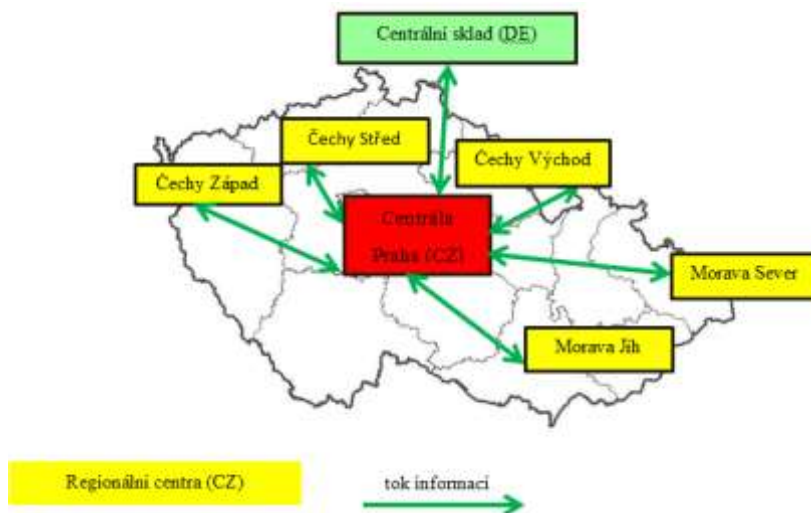 Centrální sklad (DE)
Čechy Střed
Čechy Východ
Čechy Západ
Centrála
Praha (CZ)
Morava Sever
Morava Jih
Regionální centra (CZ)
tok informací